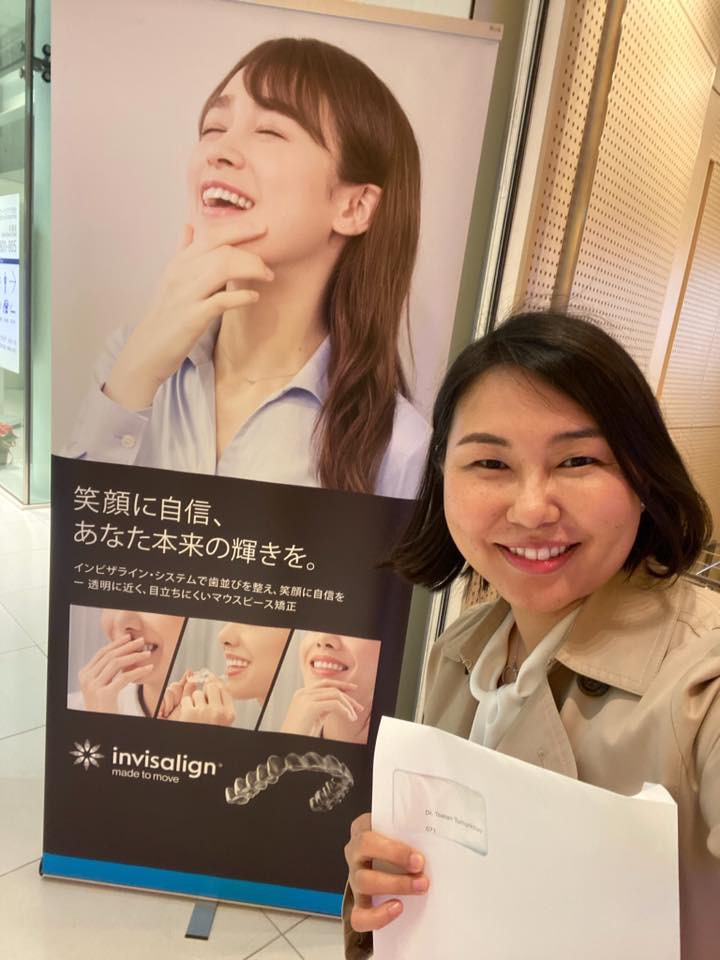 笑顔に自信、
あなた本来の輝きを。
インビザライン・システムで歯並びを整え、笑顔に自信を
ー 透明に近く、目立ちにくいマウスピース矯正
invisalign
made to move
Dr.
071